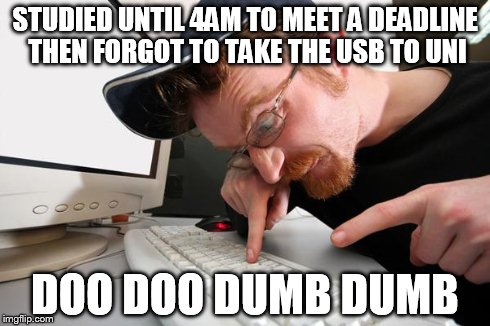 STUDIED UNTIL 4AM TO MEET A DEADLINE
THEN FORGOT TO TAKE THE USB TO UNI
DOO DOO DUMB DUMB
imgflip.com